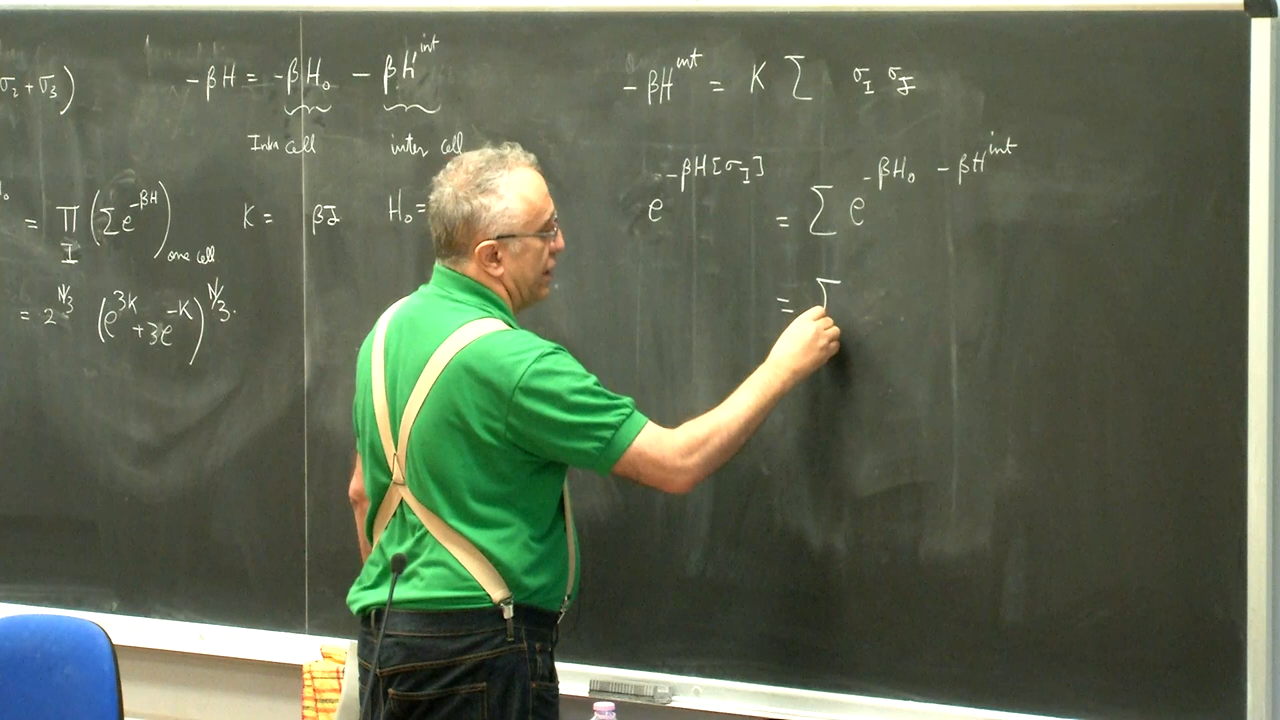 σ₂ + σ₃)
-βH = -βH₀ - βH^int
Intra cell inter cell
= Π_I (Σ e^{-βH})_{one cell}
= 2^{N/3} (e^{3K} + 3e^{-K})^{N/3}.
K = βJ H₀ =
-βH^int = K Σ σ_I σ_J
e^{-βH[σ_I]} = Σ e^{-βH₀ - βH^int}
= Σ